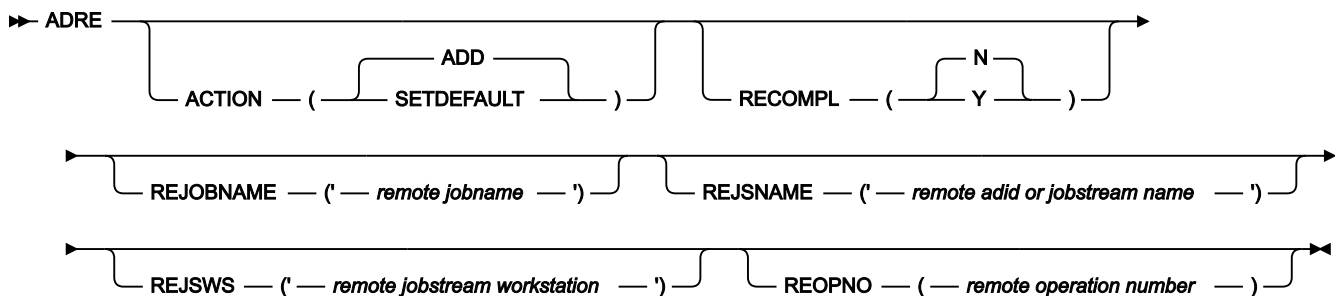 ADRE
ADD
N
ACTION ( SETDEFAULT ) RECOMPL ( Y )
REJOBNAME (' remote jobname ') REJSNAME (' remote adid or jobstream name ')
REJSWS (' remote jobstream workstation ') REOPNO ( remote operation number )